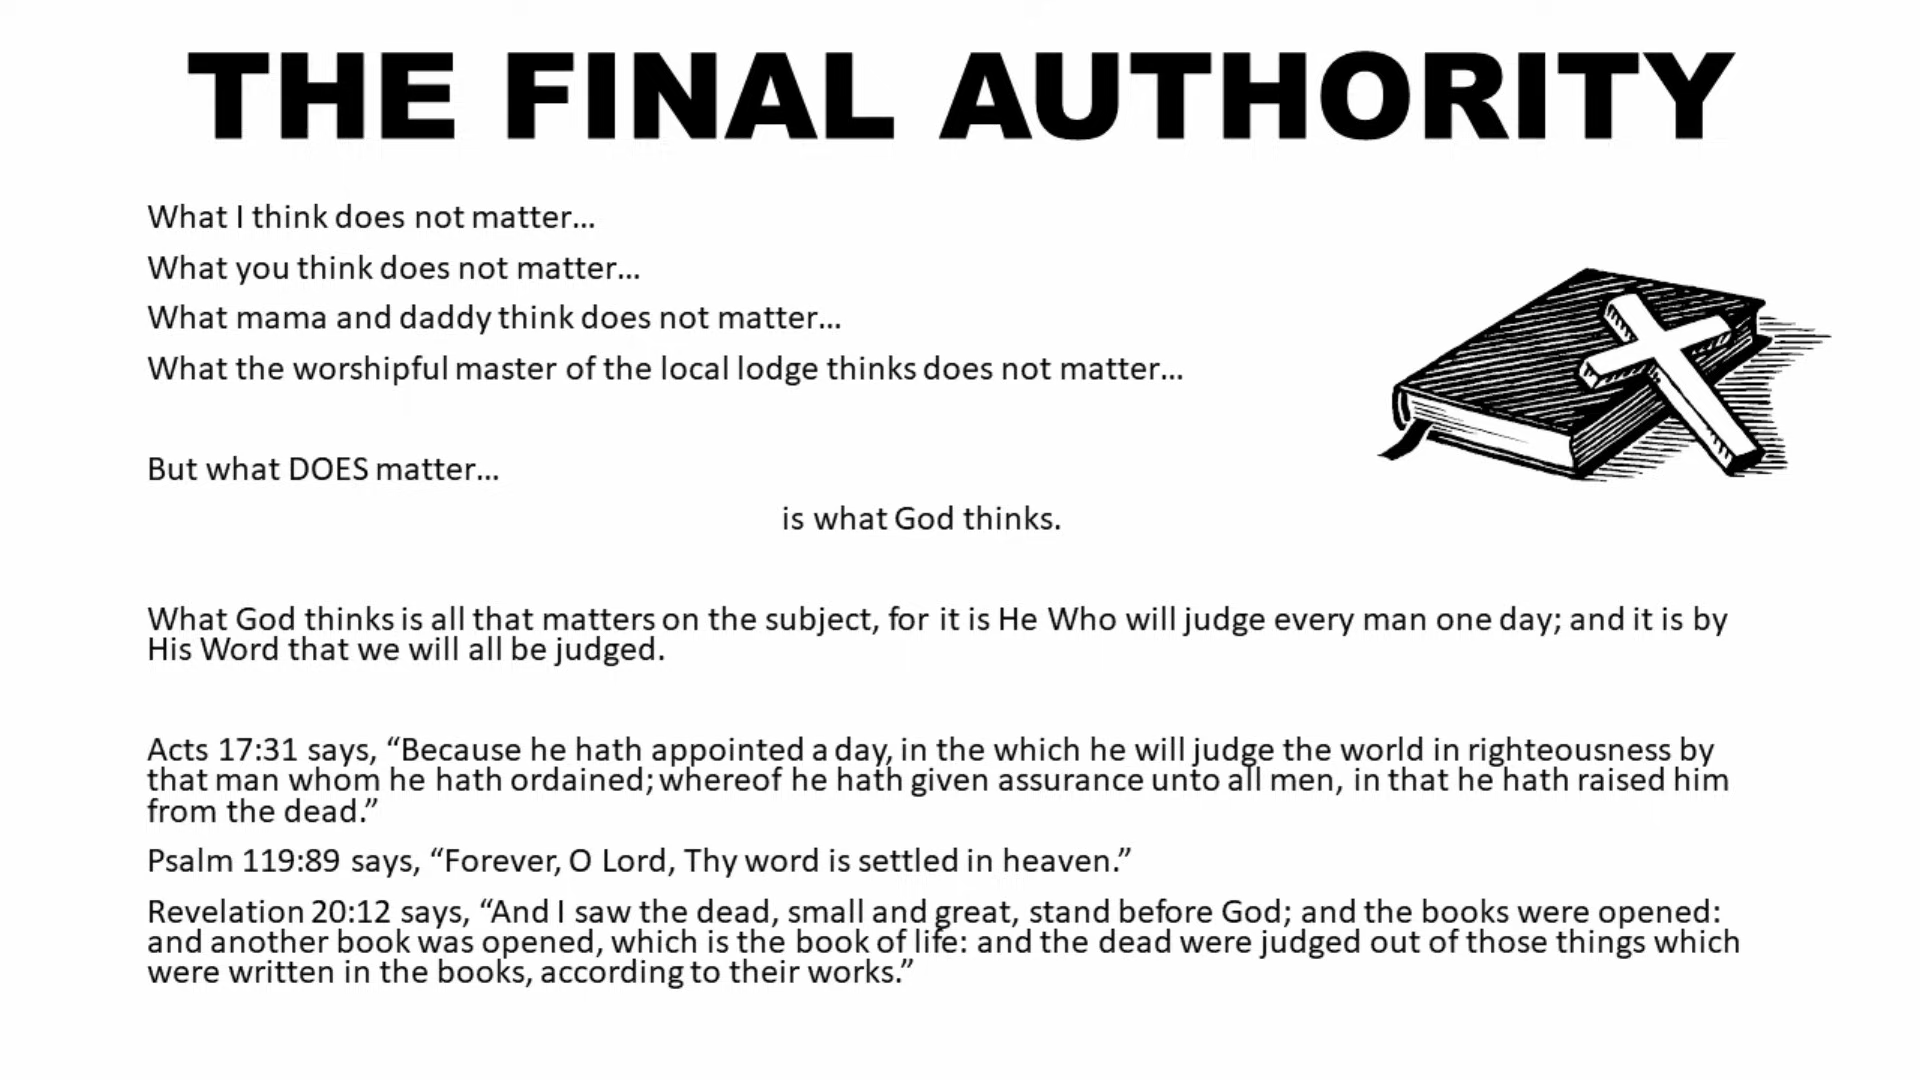 THE FINAL AUTHORITY
What I think does not matter...
What you think does not matter...
What mama and daddy think does not matter...
What the worshipful master of the local lodge thinks does not matter...
But what DOES matter...
is what God thinks.
What God thinks is all that matters on the subject, for it is He Who will judge every man one day; and it is by
His Word that we will all be judged.
Acts 17:31 says, “Because he hath appointed a day, in the which he will judge the world in righteousness by
that man whom he hath ordained; whereof he hath given assurance unto all men, in that he hath raised him
from the dead.”
Psalm 119:89 says, “Forever, O Lord, Thy word is settled in heaven.”
Revelation 20:12 says, “And I saw the dead, small and great, stand before God; and the books were opened:
and another book was opened, which is the book of life: and the dead were judged out of those things which
were written in the books, according to their works.”